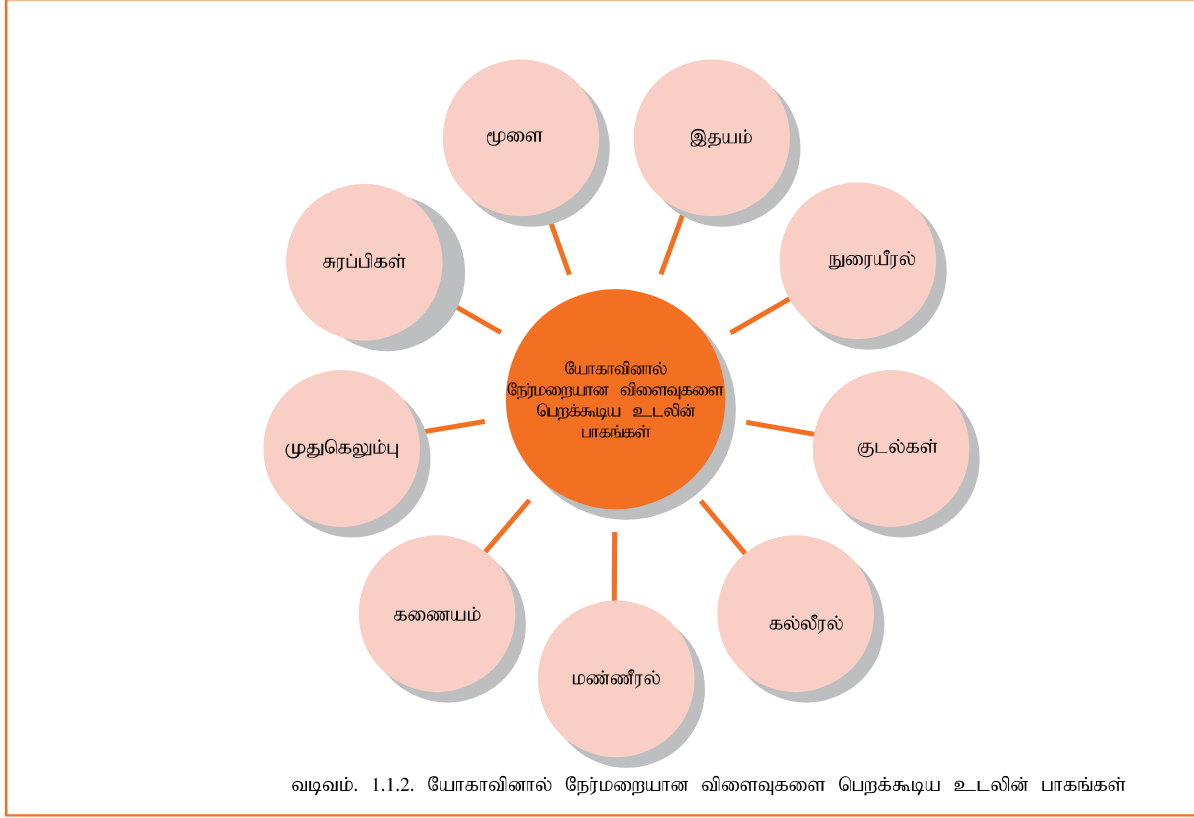 மூளை
இதயம்
சுரப்பிகள்
நுரையீரல்
யோகாவினால்
நேர்மறையான விளைவுகளை
பெறக்கூடிய உடலின்
பாகங்கள்
முதுகெலும்பு
குடல்கள்
கணையம்
கல்லீரல்
மண்ணீரல்
வடிவம். 1.1.2. யோகாவினால் நேர்மறையான விளைவுகளை பெறக்கூடிய உடலின் பாகங்கள்